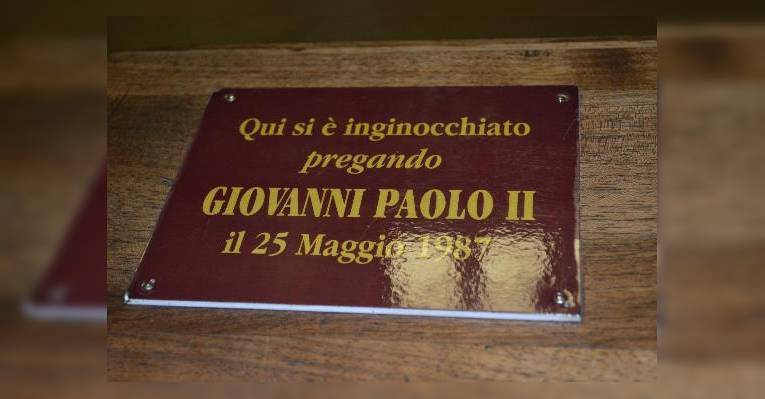 Qui si è inginocchiato
pregando
GIOVANNI PAOLO II
il 25 Maggio 1987